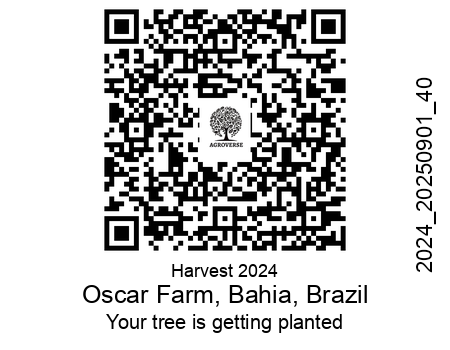 AGROVERSE
2024_20250901_40
Harvest 2024
Oscar Farm, Bahia, Brazil
Your tree is getting planted